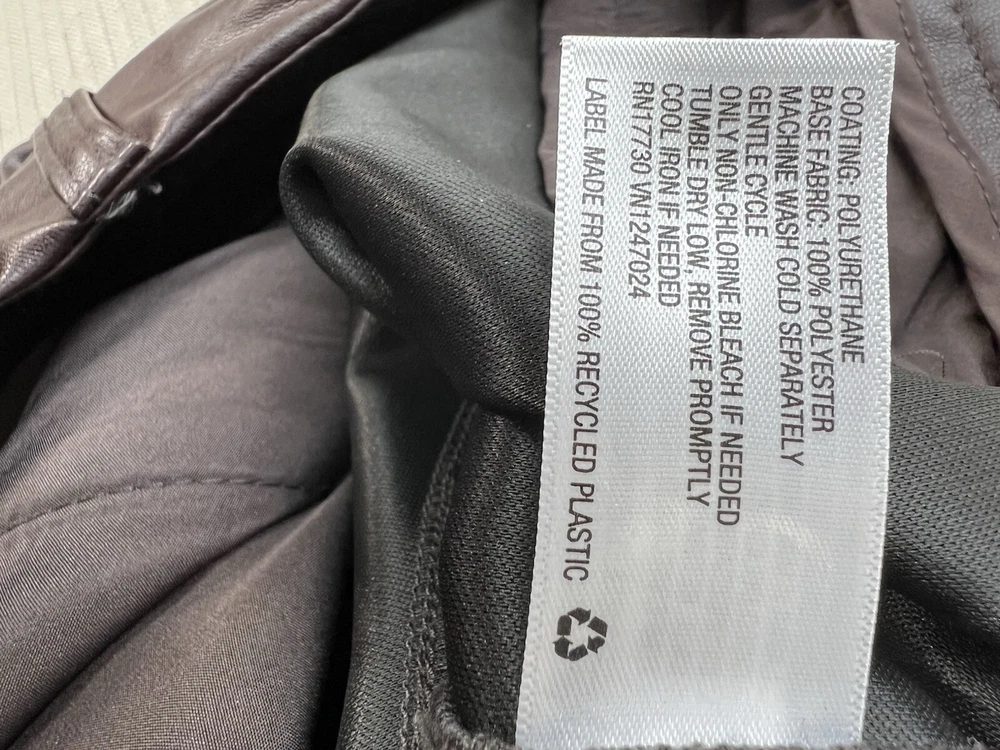 COATING: POLYURETHANE
BASE FABRIC: 100% POLYESTER
MACHINE WASH COLD SEPARATELY
GENTLE CYCLE
ONLY NON-CHLORINE BLEACH IF NEEDED
TUMBLE DRY LOW, REMOVE PROMPTLY
COOL IRON IF NEEDED
RN17730 VN1247024
LABEL MADE FROM 100% RECYCLED PLASTIC